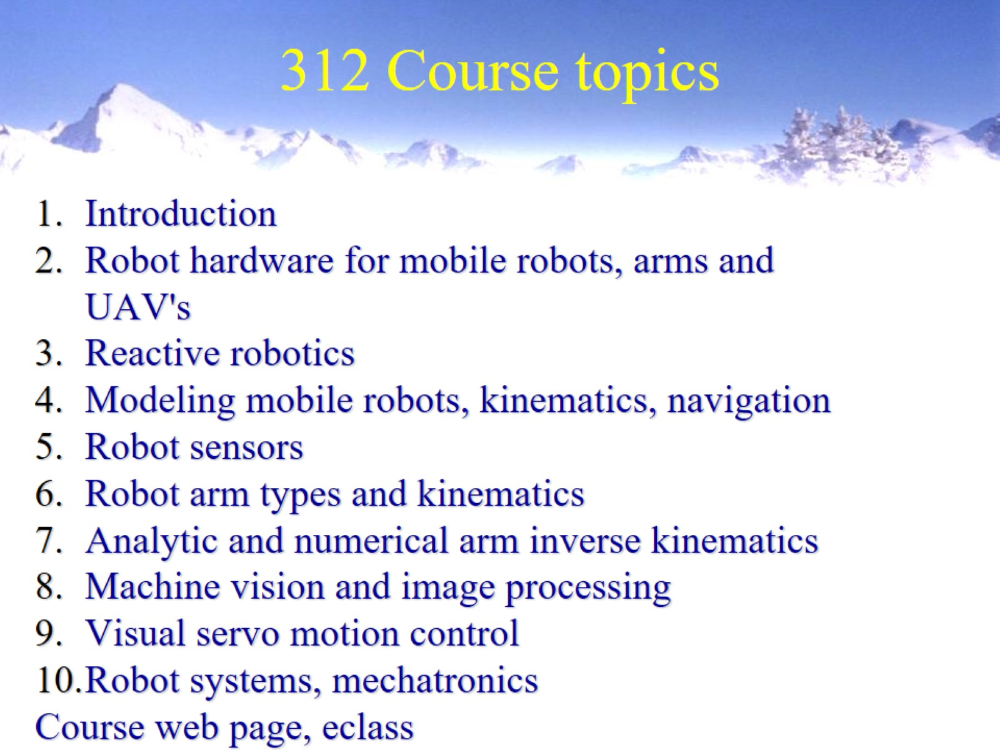 312 Course topics
1. Introduction
2. Robot hardware for mobile robots, arms and
UAV's
3. Reactive robotics
4. Modeling mobile robots, kinematics, navigation
5. Robot sensors
6. Robot arm types and kinematics
7. Analytic and numerical arm inverse kinematics
8. Machine vision and image processing
9. Visual servo motion control
10. Robot systems, mechatronics
Course web page, eclass